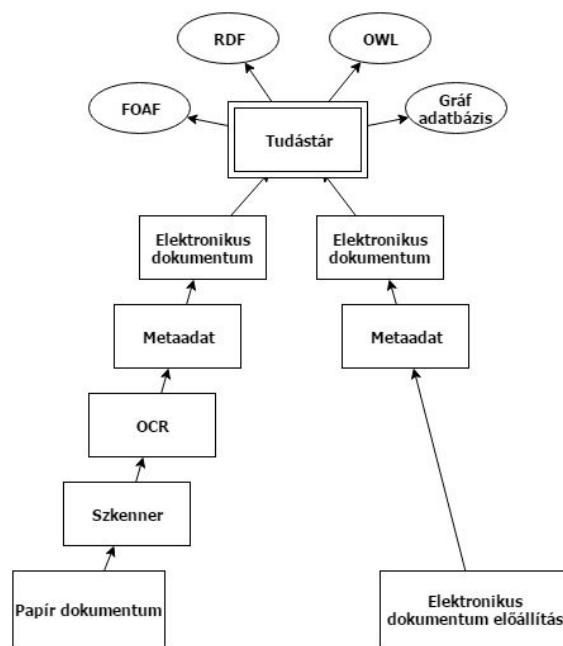 RDF
OWL
FOAF
Gráf
adatbázis
Tudástár
Elektronikus
dokumentum
Elektronikus
dokumentum
Metaadat
Metaadat
OCR
Szkenner
Papír dokumentum
Elektronikus
dokumentum előállítás